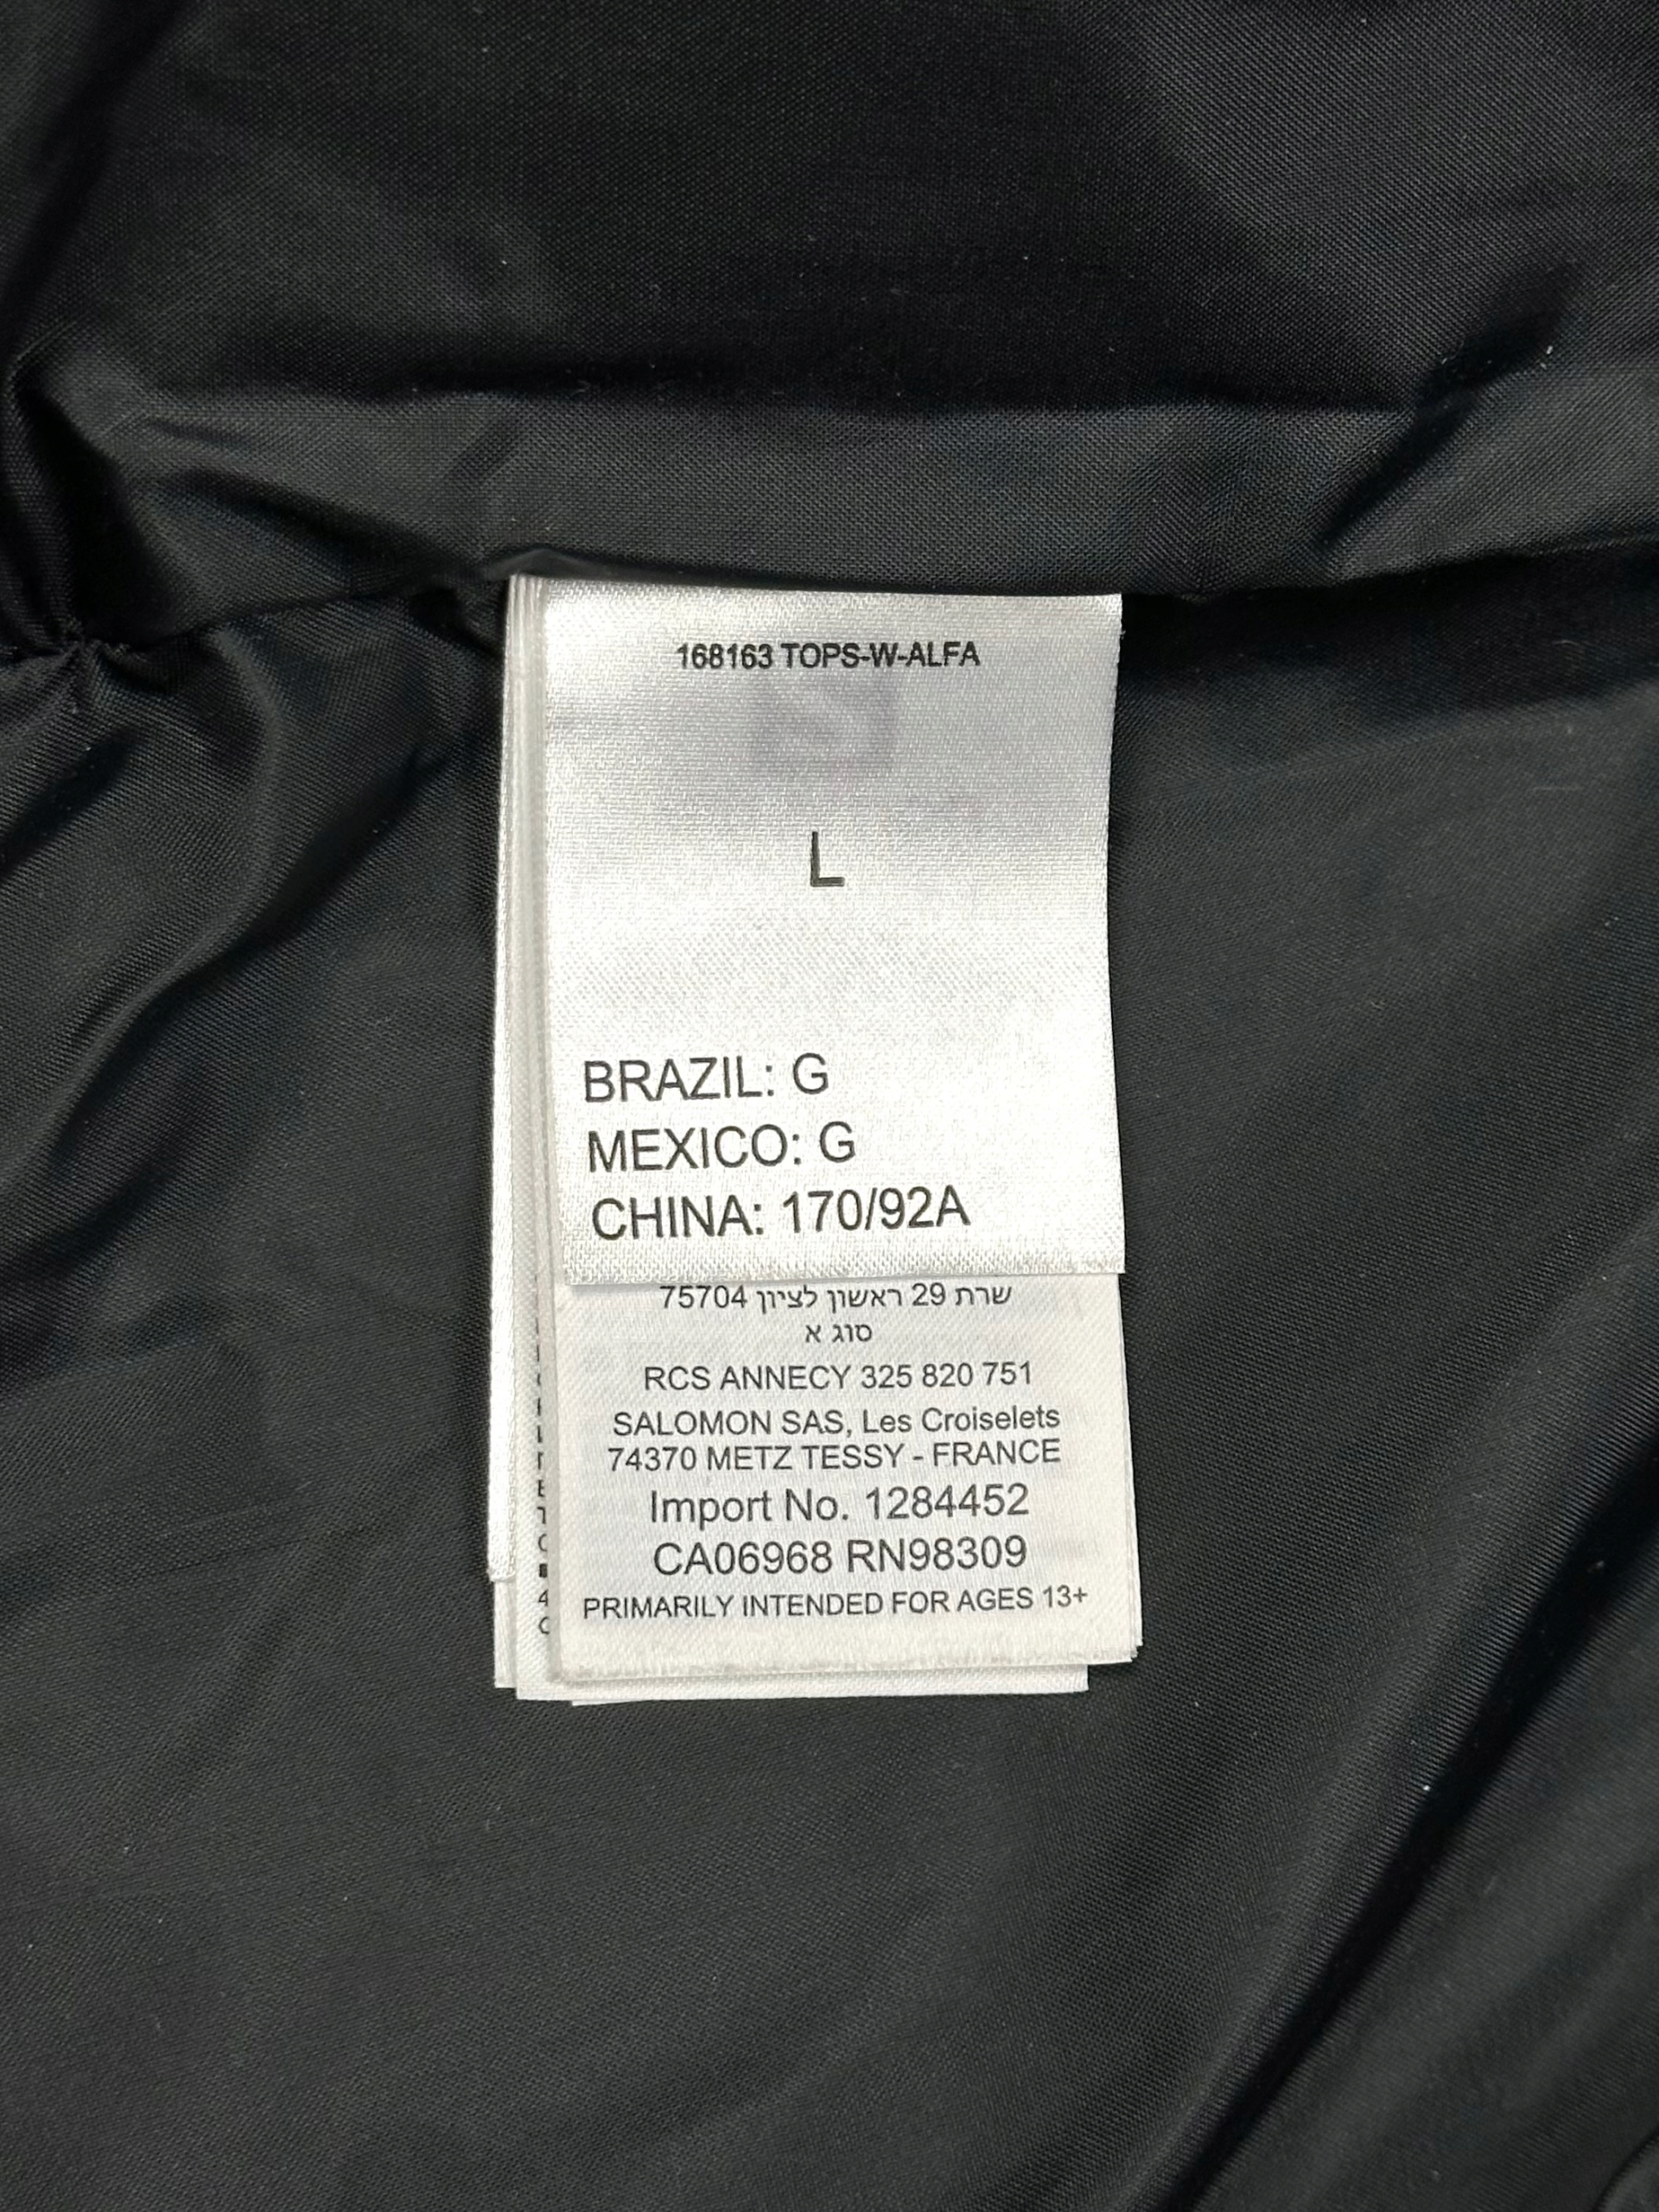 168163 TOPS-W-ALFA
L
BRAZIL: G
MEXICO: G
CHINA: 170/92A
שרת 29 ראשון לציון 75704
סוג א
RCS ANNECY 325 820 751
SALOMON SAS, Les Croiselets
74370 METZ TESSY - FRANCE
Import No. 1284452
CA06968 RN98309
PRIMARILY INTENDED FOR AGES 13+